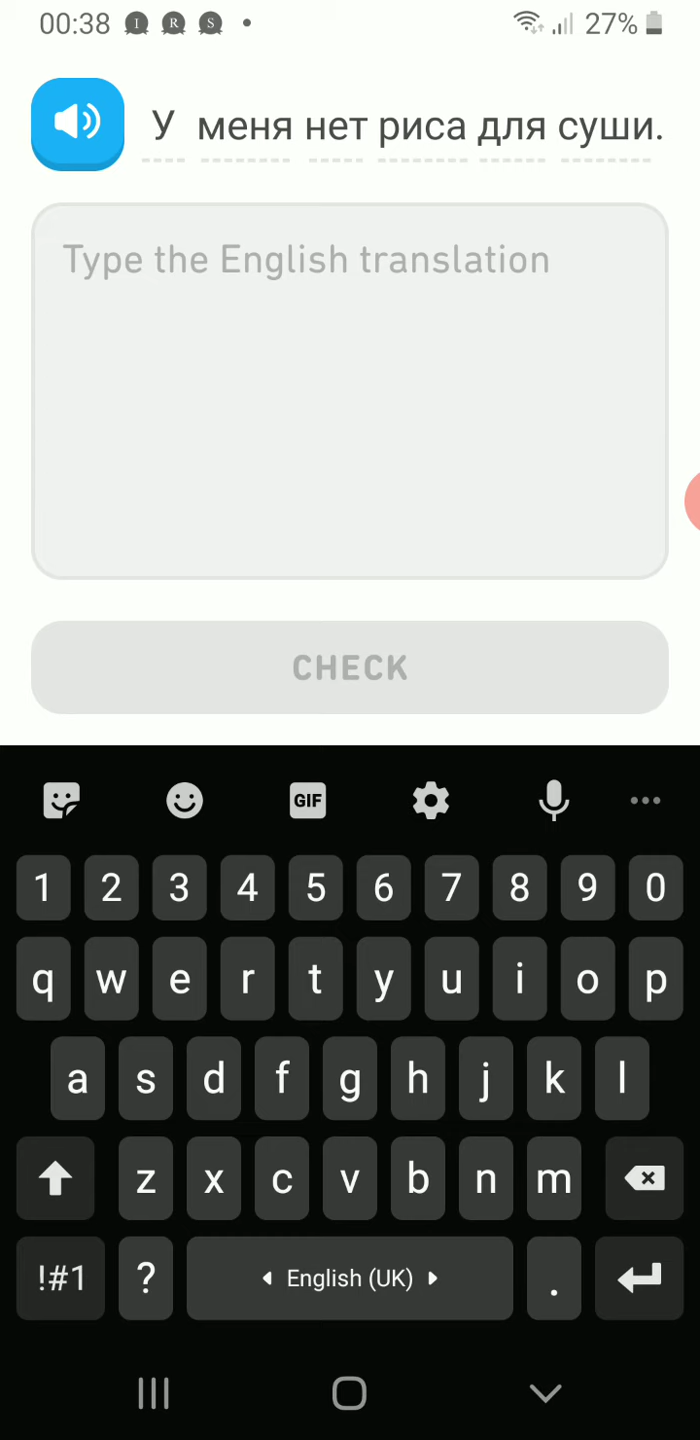 00:38 I R S • 27%
У меня нет риса для суши.
Type the English translation
CHECK
GIF
1 2 3 4 5 6 7 8 9 0
q w e r t y u i o p
a s d f g h j k l
z x c v b n m
!#1 ? English (UK) .